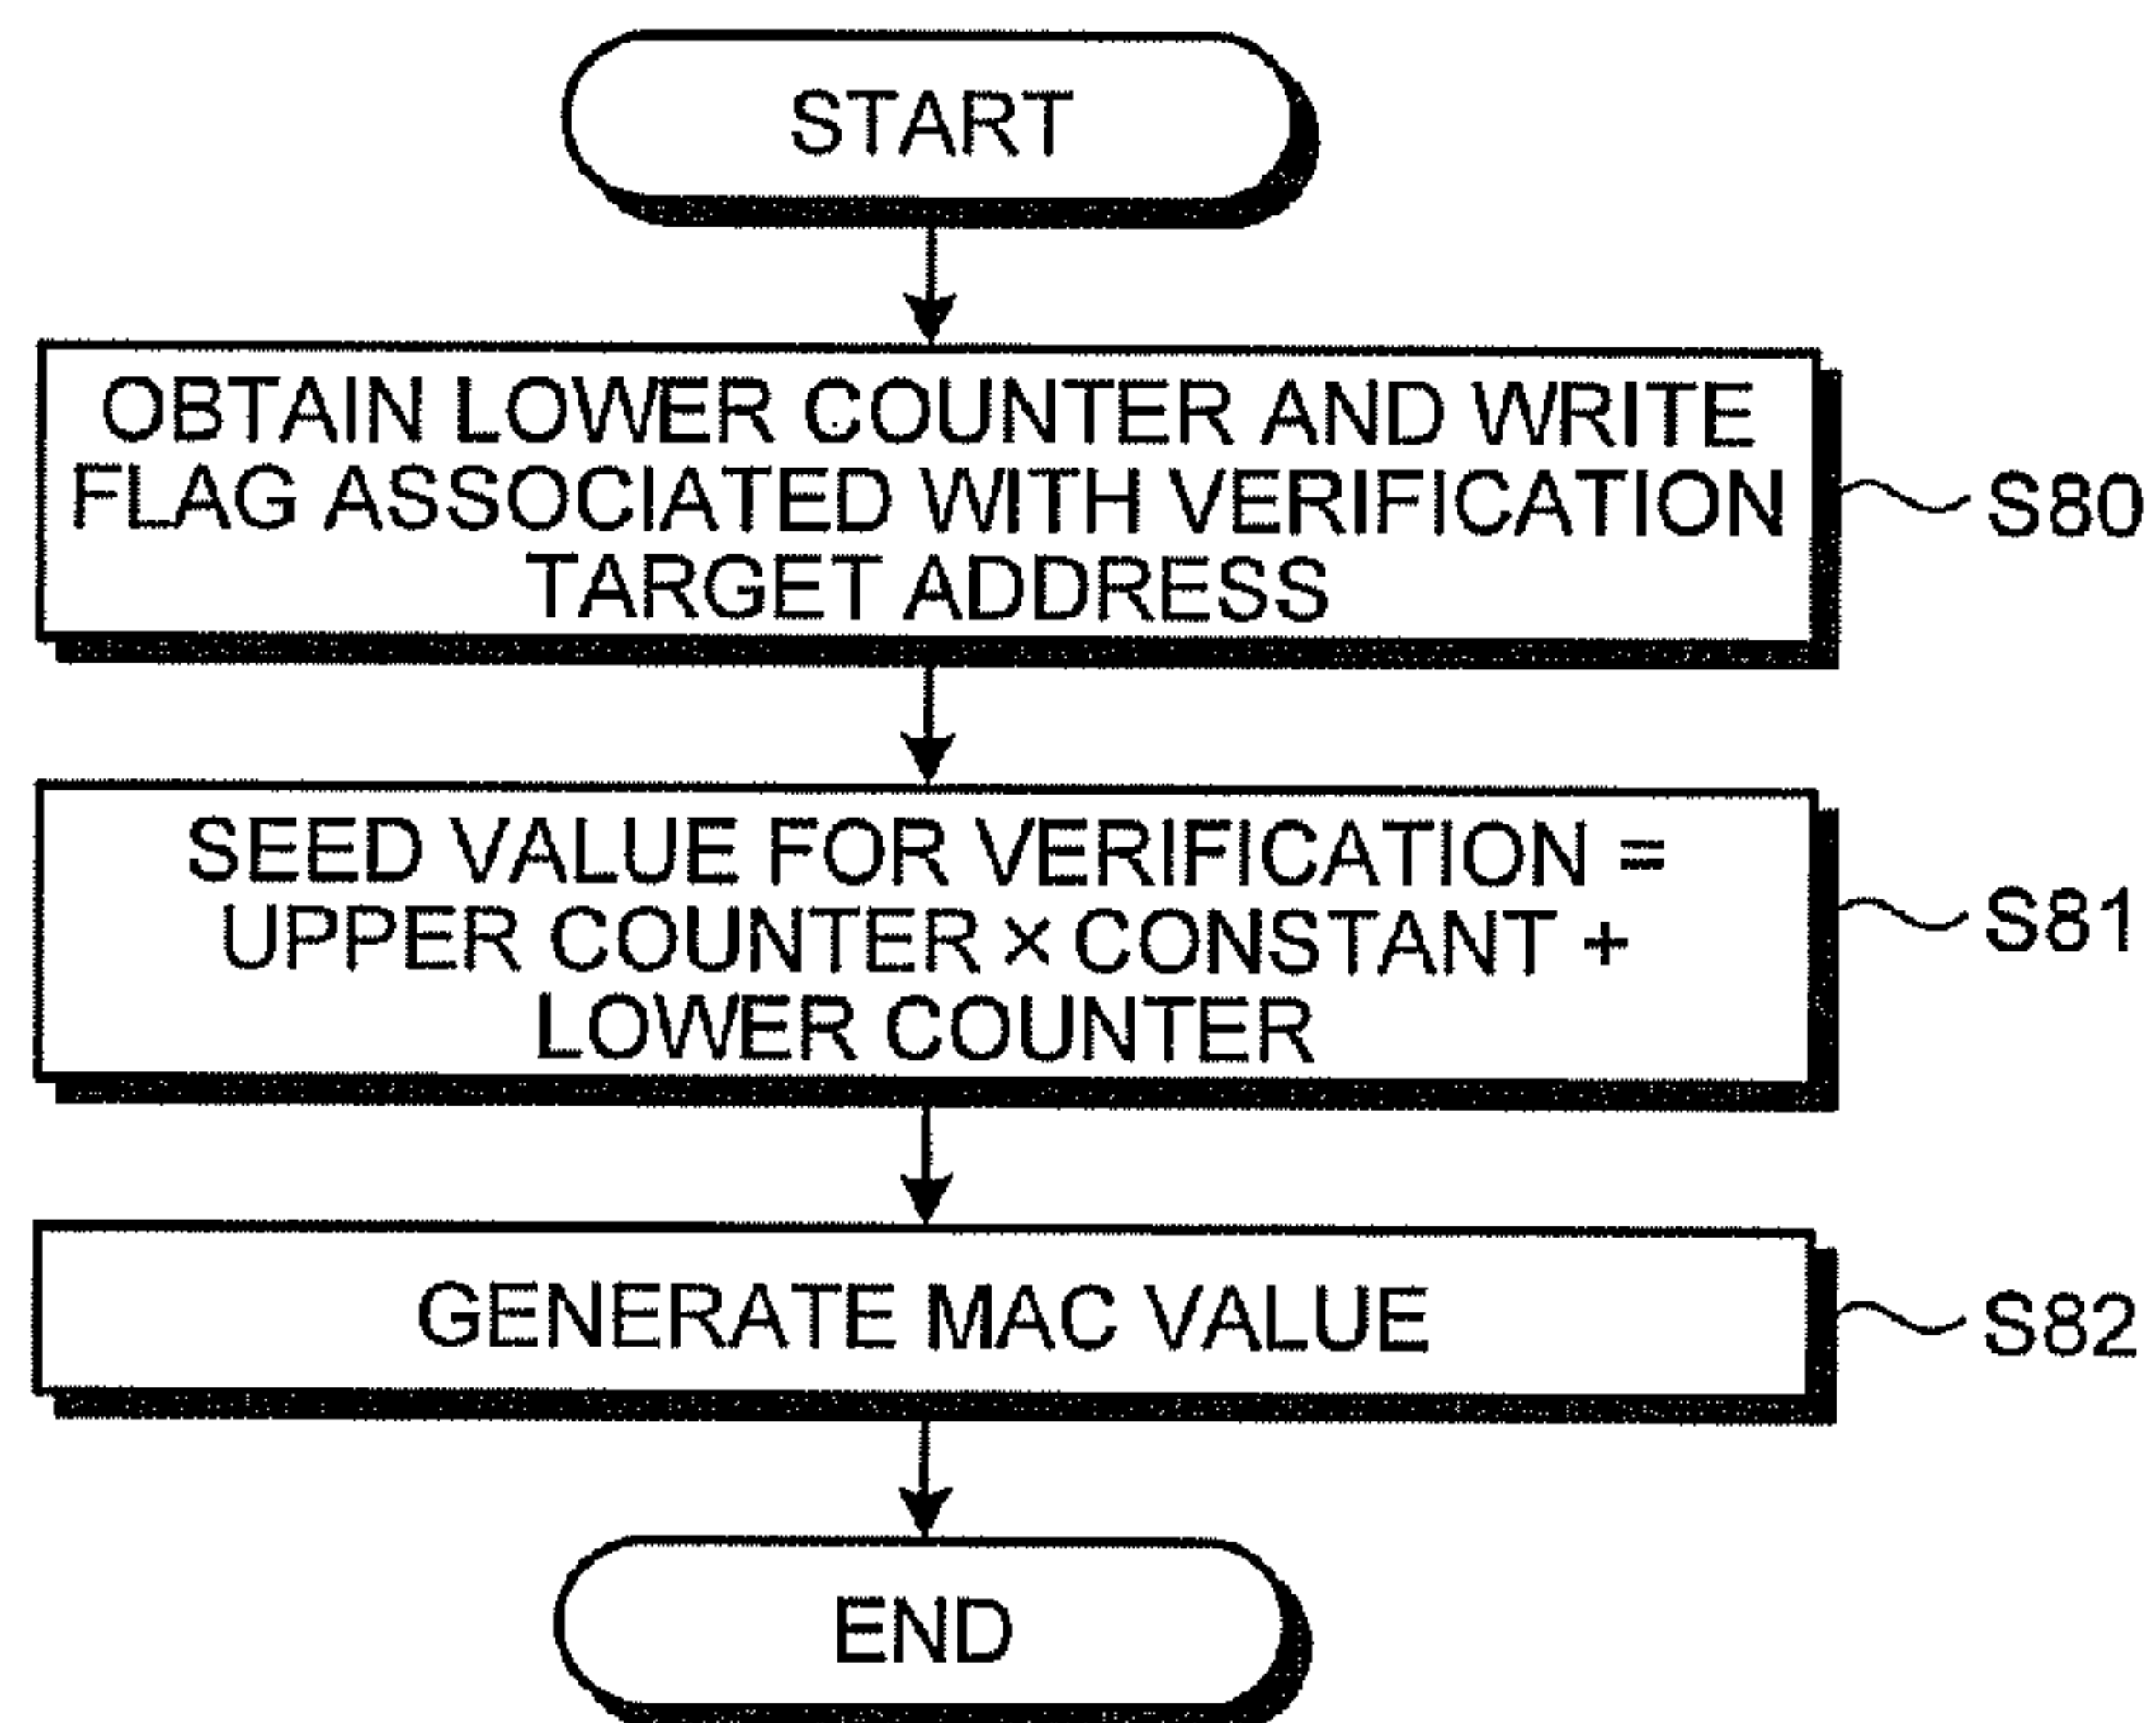 START
OBTAIN LOWER COUNTER AND WRITE
FLAG ASSOCIATED WITH VERIFICATION
TARGET ADDRESS
S80
SEED VALUE FOR VERIFICATION =
UPPER COUNTER × CONSTANT +
LOWER COUNTER
S81
GENERATE MAC VALUE
S82
END